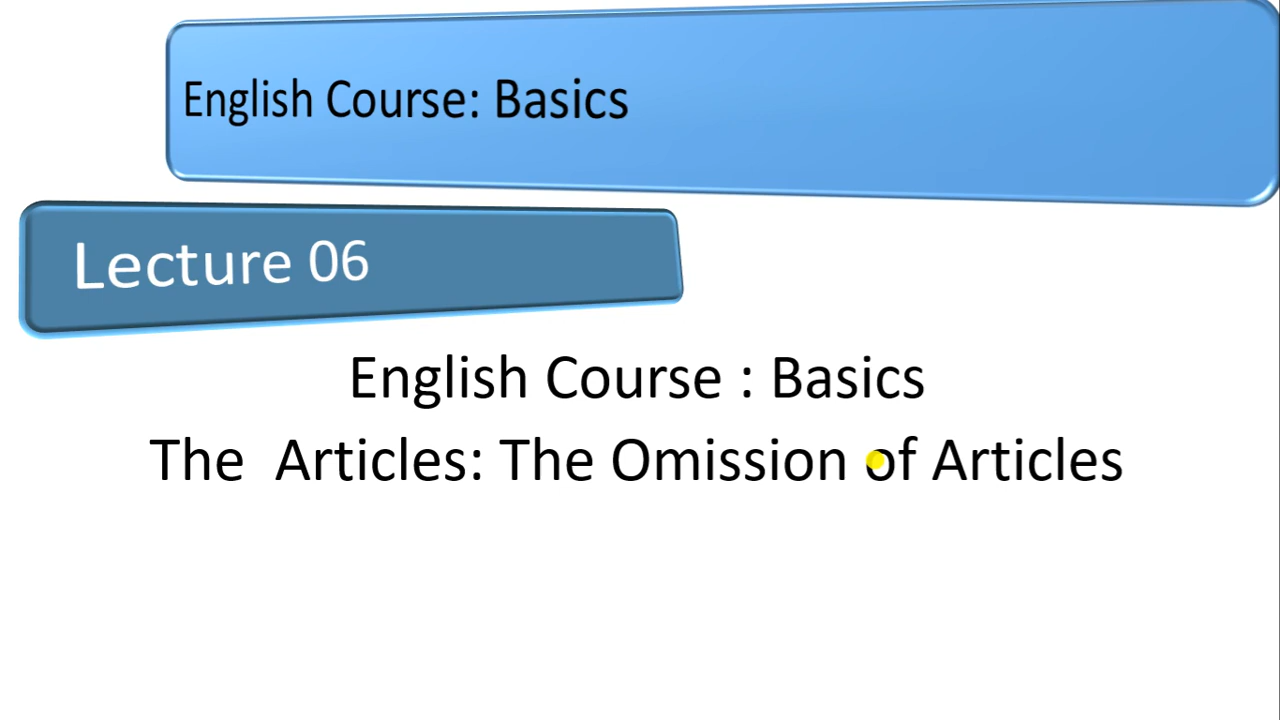 English Course: Basics
Lecture 06
English Course : Basics
The Articles: The Omission of Articles